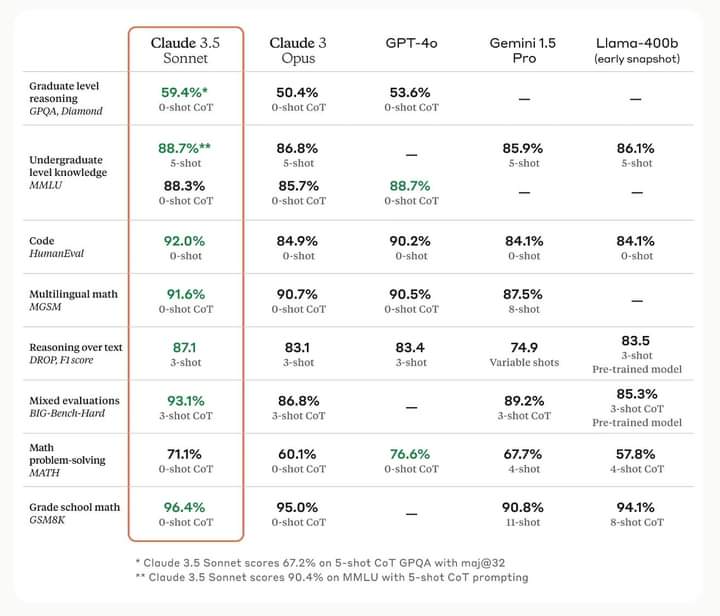 Claude 3.5 Sonnet
Claude 3 Opus
GPT-4o
Gemini 1.5 Pro
Llama-400b
(early snapshot)
Graduate level
reasoning
GPQA, Diamond
59.4%* 50.4% 53.6% — —
0-shot CoT 0-shot CoT 0-shot CoT
Undergraduate
level knowledge
MMLU
88.7%** 86.8% — 85.9% 86.1%
5-shot 5-shot 5-shot 5-shot
88.3% 85.7% 88.7% — —
0-shot CoT 0-shot CoT 0-shot CoT
Code
HumanEval
92.0% 84.9% 90.2% 84.1% 84.1%
0-shot 0-shot 0-shot 0-shot 0-shot
Multilingual math
MGSM
91.6% 90.7% 90.5% 87.5% —
0-shot CoT 0-shot CoT 0-shot CoT 8-shot
Reasoning over text
DROP, F1 score
87.1 83.1 83.4 74.9 83.5
3-shot 3-shot 3-shot Variable shots 3-shot
Pre-trained model
Mixed evaluations
BIG-Bench-Hard
93.1% 86.8% — 89.2% 85.3%
3-shot CoT 3-shot CoT 3-shot CoT 3-shot CoT
Pre-trained model
Math
problem-solving
MATH
71.1% 60.1% 76.6% 67.7% 57.8%
0-shot CoT 0-shot CoT 0-shot CoT 4-shot 4-shot CoT
Grade school math
GSM8K
96.4% 95.0% — 90.8% 94.1%
0-shot CoT 0-shot CoT 11-shot 8-shot CoT
* Claude 3.5 Sonnet scores 67.2% on 5-shot CoT GPQA with maj@32
** Claude 3.5 Sonnet scores 90.4% on MMLU with 5-shot CoT prompting